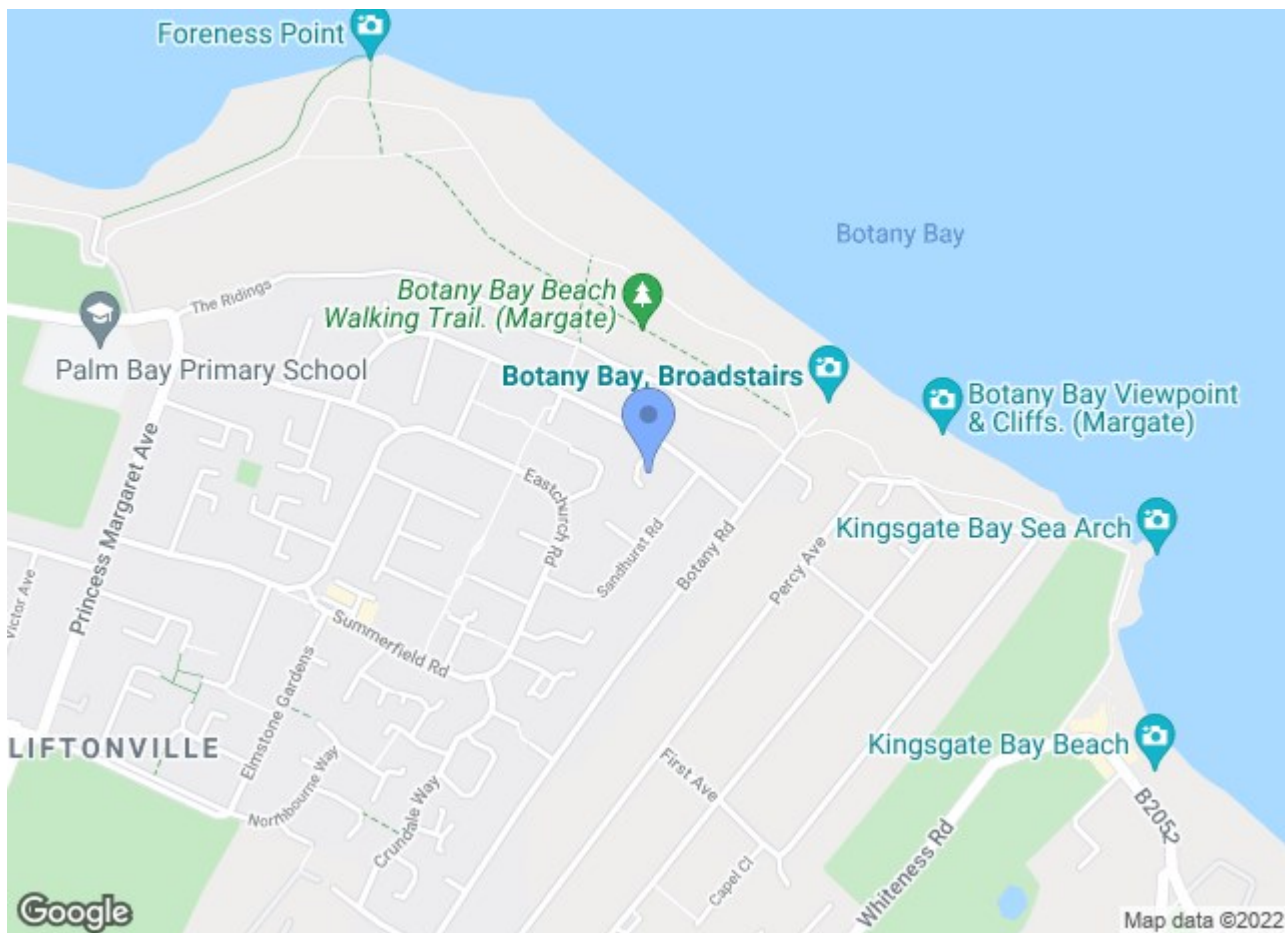 Foreness Point
Botany Bay
Botany Bay Beach
Walking Trail. (Margate)
The Ridings
Palm Bay Primary School
Botany Bay, Broadstairs
Botany Bay Viewpoint
& Cliffs. (Margate)
Princess Margaret Ave
Eastchurch Rd
Sandhurst Rd
Botany Rd
Percy Ave
Kingsgate Bay Sea Arch
Victor Ave
Summerfield Rd
Elmstone Gardens
LIFTONVILLE
Northbourne Way
Crundale Way
First Ave
Kingsgate Bay Beach
B2052
Capel Cl
Whiteness Rd
Google
Map data ©2022